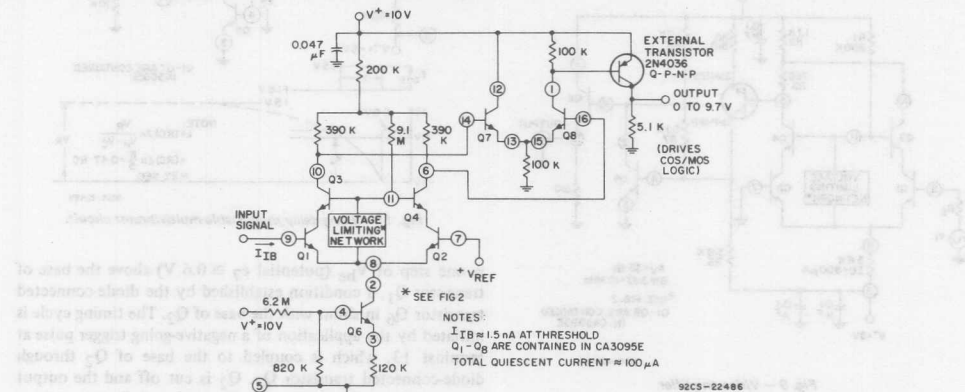 V⁺=10V
0.047
μF
200 K
390 K
9.1
M
390
K
100 K
EXTERNAL
TRANSISTOR
2N4036
Q-P-N-P
OUTPUT
0 TO 9.7 V
5.1 K
(DRIVES
COS/MOS
LOGIC)
12
1
14
Q7
13
15
Q8
16
100 K
10
Q3
11
6
Q4
INPUT
SIGNAL
I IB
9
Q1
VOLTAGE
LIMITING*
NETWORK
7
Q2
+ VREF
8
2
* SEE FIG 2
6.2 M
V⁺=10V
4
Q6
3
820 K
120 K
5
NOTES:
I IB ≈ 1.5 nA AT THRESHOLD
Q1-Q8 ARE CONTAINED IN CA3095E
TOTAL QUIESCENT CURRENT ≈ 100μA
92CS-22486